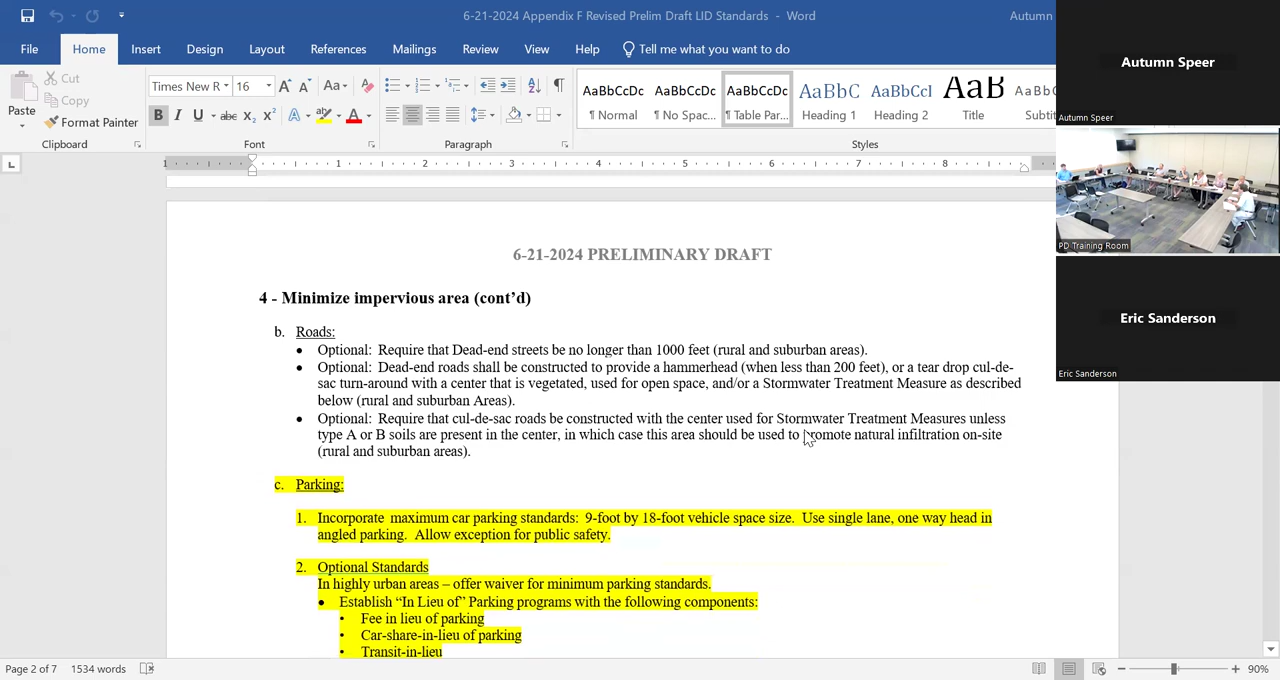 6-21-2024 Appendix F Revised Prelim Draft LID Standards - Word
Autumn
File Home Insert Design Layout References Mailings Review View Help Tell me what you want to do
Paste
Cut
Copy
Format Painter
Clipboard
Times New R 16
Font
Paragraph
AaBbCcDc AaBbCcDc AaBbCcDc AaBbC AaBbCcI AaB AaBbC
¶ Normal ¶ No Spac... ¶ Table Par... Heading 1 Heading 2 Title Subtit
Styles
1 1 2 3 4 5 6 7 8
6-21-2024 PRELIMINARY DRAFT
4 - Minimize impervious area (cont’d)
b. Roads:
• Optional: Require that Dead-end streets be no longer than 1000 feet (rural and suburban areas).
• Optional: Dead-end roads shall be constructed to provide a hammerhead (when less than 200 feet), or a tear drop cul-de-
sac turn-around with a center that is vegetated, used for open space, and/or a Stormwater Treatment Measure as described
below (rural and suburban Areas).
• Optional: Require that cul-de-sac roads be constructed with the center used for Stormwater Treatment Measures unless
type A or B soils are present in the center, in which case this area should be used to promote natural infiltration on-site
(rural and suburban areas).
c. Parking:
1. Incorporate maximum car parking standards: 9-foot by 18-foot vehicle space size. Use single lane, one way head in
angled parking. Allow exception for public safety.
2. Optional Standards
In highly urban areas – offer waiver for minimum parking standards.
• Establish “In Lieu of” Parking programs with the following components:
• Fee in lieu of parking
• Car-share-in-lieu of parking
• Transit-in-lieu
Page 2 of 7 1534 words
90%
Autumn Speer
Autumn Speer
PD Training Room
Eric Sanderson
Eric Sanderson